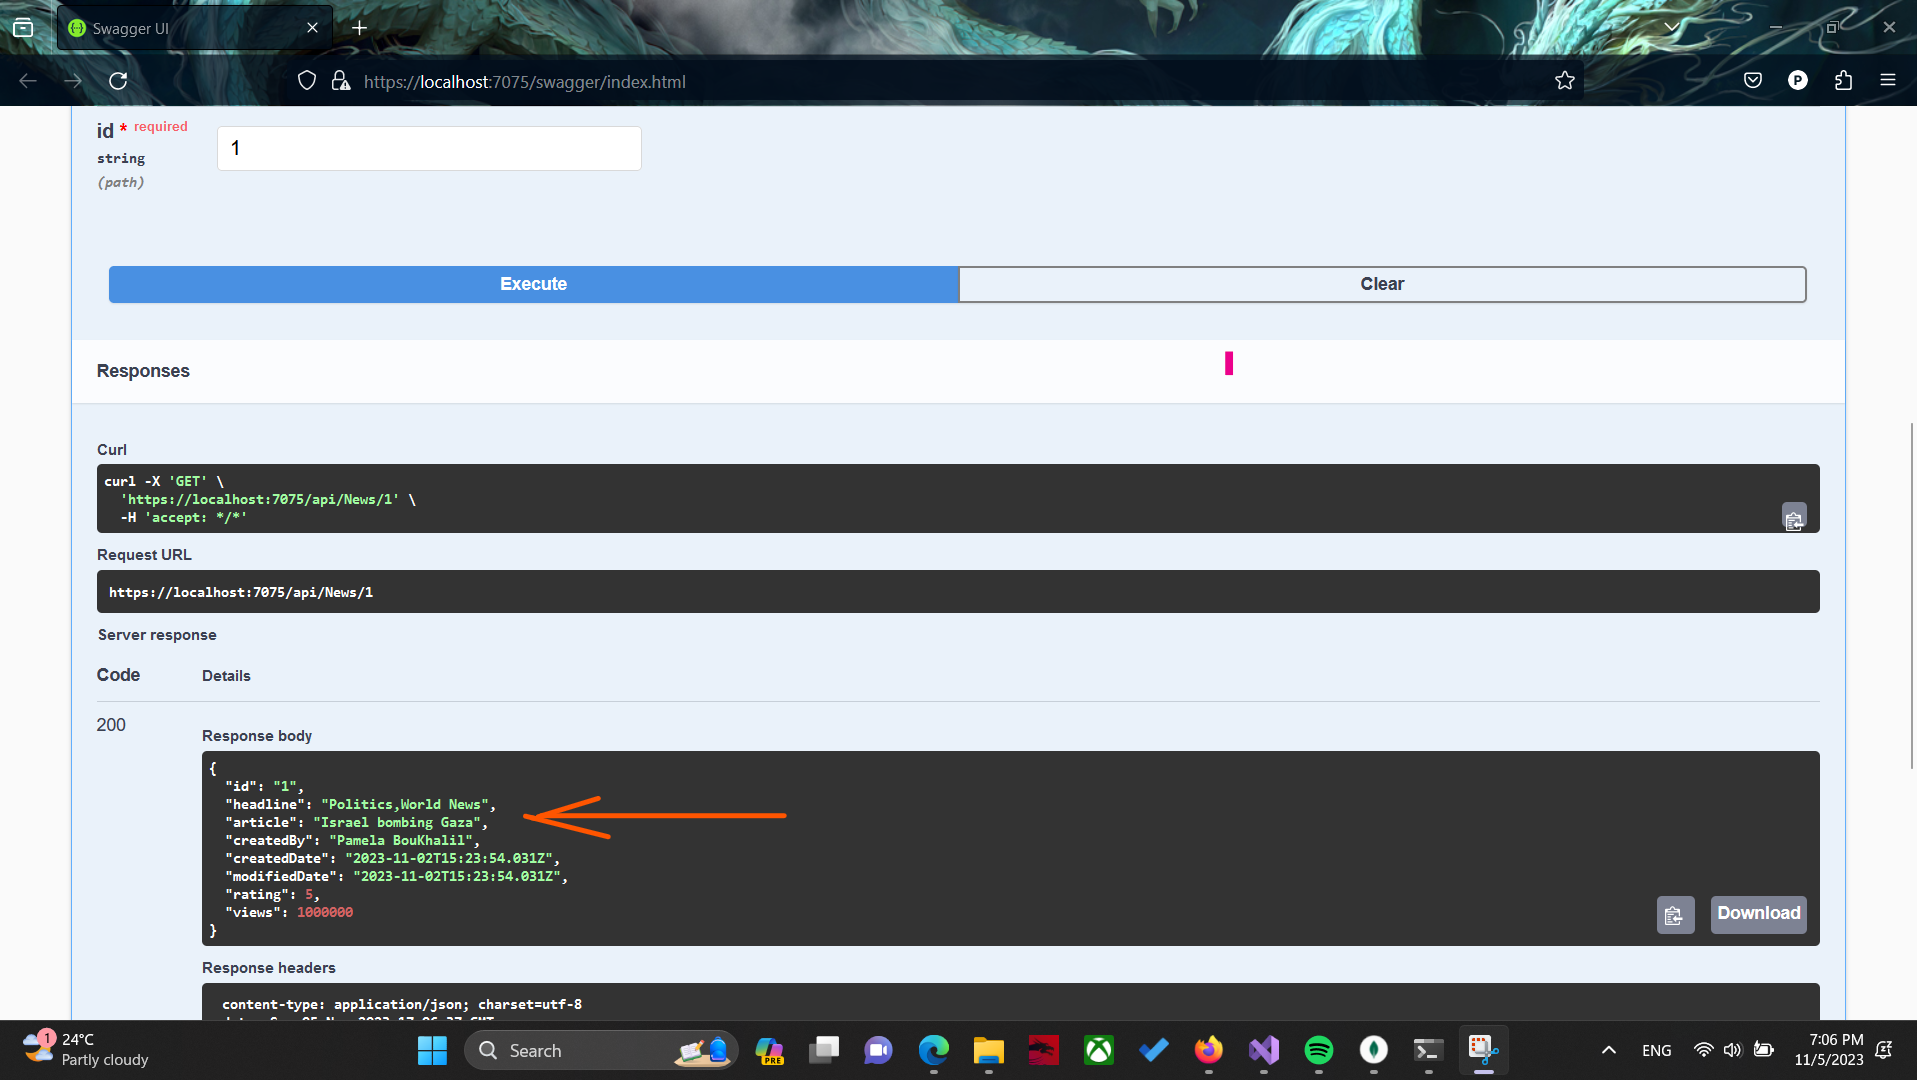 Swagger UI
https://localhost:7075/swagger/index.html
P
id * required
1
string
(path)
Execute
Clear
Responses
Curl
curl -X 'GET' \
'https://localhost:7075/api/News/1' \
-H 'accept: */*'
Request URL
https://localhost:7075/api/News/1
Server response
Code Details
200
Response body
{
"id": "1",
"headline": "Politics,World News",
"article": "Israel bombing Gaza",
"createdBy": "Pamela BouKhalil",
"createdDate": "2023-11-02T15:23:54.031Z",
"modifiedDate": "2023-11-02T15:23:54.031Z",
"rating": 5,
"views": 1000000
}
Download
Response headers
content-type: application/json; charset=utf-8
1
24°C
Partly cloudy
Search
PRE
ENG
7:06 PM
11/5/2023